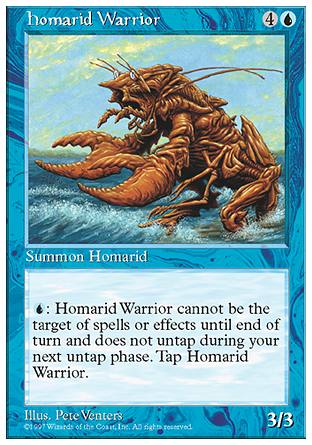 Homarid Warrior 4
Summon Homarid
: Homarid Warrior cannot be the
target of spells or effects until end of
turn and does not untap during your
next untap phase. Tap Homarid
Warrior.
Illus. Pete Venters
©1997 Wizards of the Coast, Inc. All rights reserved.
3/3